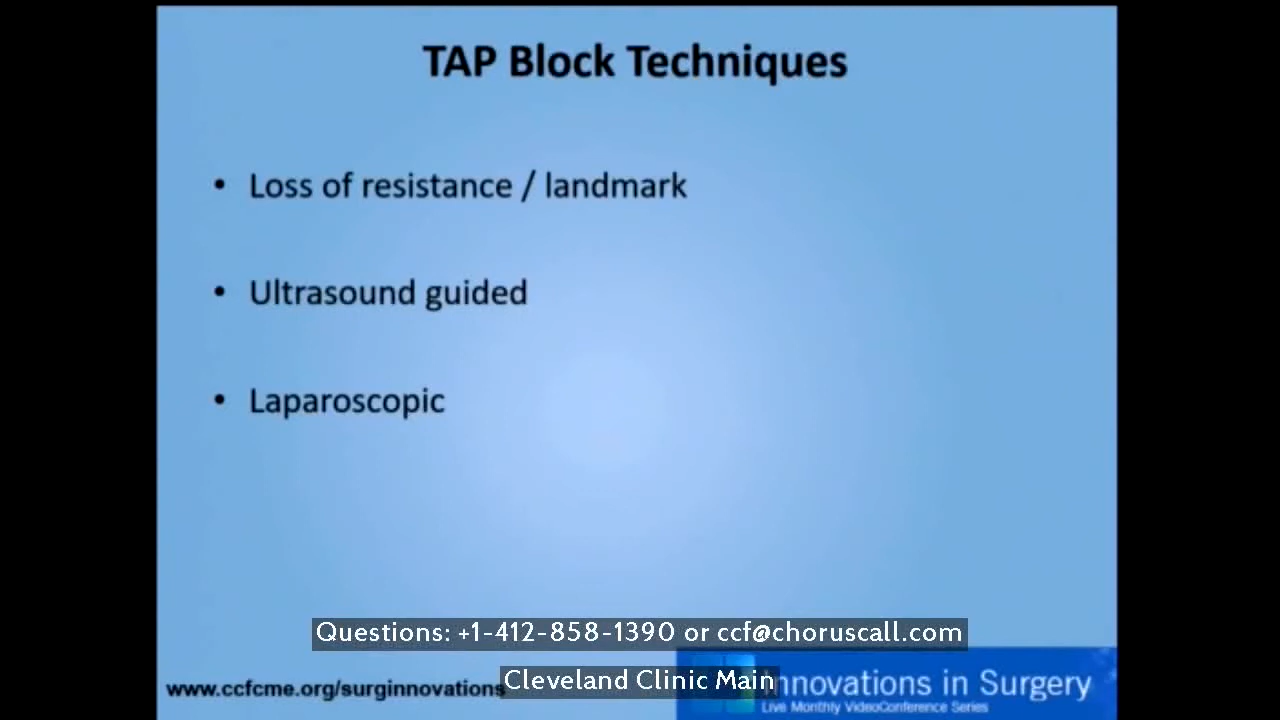 TAP Block Techniques
• Loss of resistance / landmark
• Ultrasound guided
• Laparoscopic
Questions: +1-412-858-1390 or ccf@choruscall.com
www.ccfcme.org/surginnovations
Cleveland Clinic Main
Innovations in Surgery
Live Monthly VideoConference Series